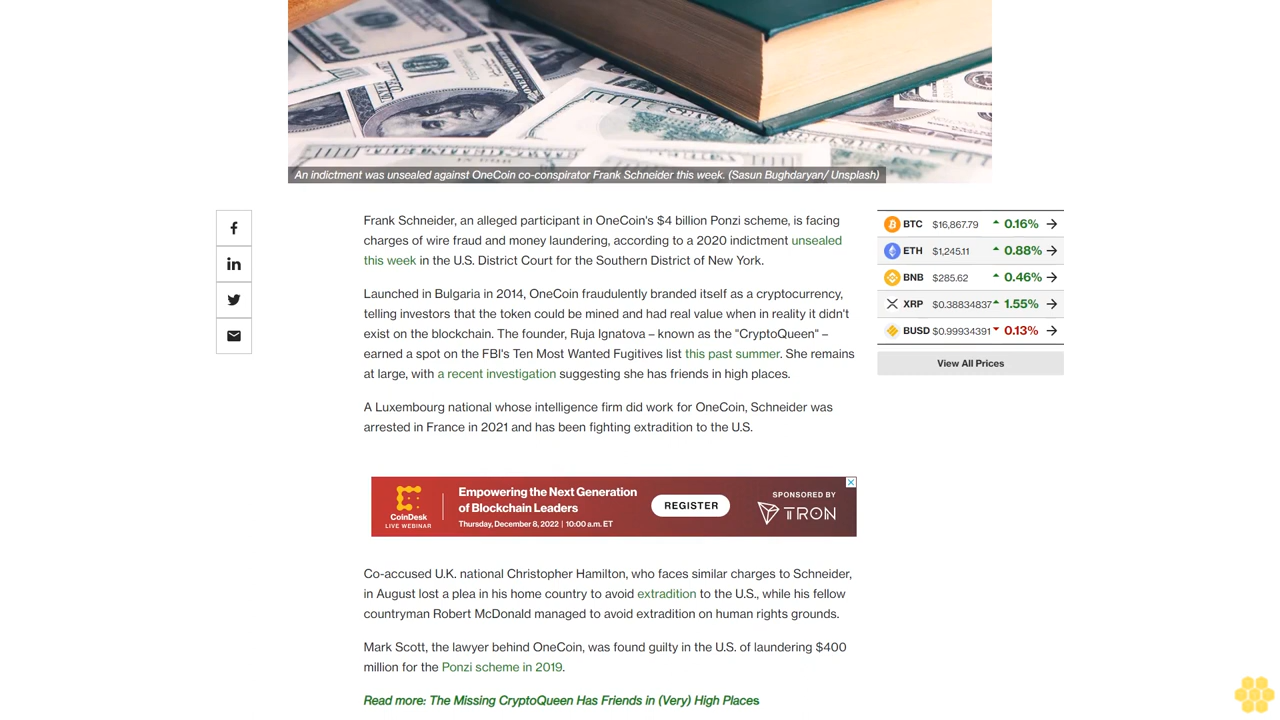 An indictment was unsealed against OneCoin co-conspirator Frank Schneider this week. (Sasun Bughdaryan/ Unsplash)
Frank Schneider, an alleged participant in OneCoin's $4 billion Ponzi scheme, is facing
charges of wire fraud and money laundering, according to a 2020 indictment unsealed
this week in the U.S. District Court for the Southern District of New York.
Launched in Bulgaria in 2014, OneCoin fraudulently branded itself as a cryptocurrency,
telling investors that the token could be mined and had real value when in reality it didn't
exist on the blockchain. The founder, Ruja Ignatova – known as the "CryptoQueen" –
earned a spot on the FBI's Ten Most Wanted Fugitives list this past summer. She remains
at large, with a recent investigation suggesting she has friends in high places.
A Luxembourg national whose intelligence firm did work for OneCoin, Schneider was
arrested in France in 2021 and has been fighting extradition to the U.S.
CoinDesk
LIVE WEBINAR
Empowering the Next Generation
of Blockchain Leaders
Thursday, December 8, 2022 | 10:00 a.m. ET
REGISTER
SPONSORED BY
TRON
Co-accused U.K. national Christopher Hamilton, who faces similar charges to Schneider,
in August lost a plea in his home country to avoid extradition to the U.S., while his fellow
countryman Robert McDonald managed to avoid extradition on human rights grounds.
Mark Scott, the lawyer behind OneCoin, was found guilty in the U.S. of laundering $400
million for the Ponzi scheme in 2019.
Read more: The Missing CryptoQueen Has Friends in (Very) High Places
BTC $16,867.79 0.16%
ETH $1,245.11 0.88%
BNB $285.62 0.46%
XRP $0.38834837 1.55%
BUSD $0.99934391 0.13%
View All Prices